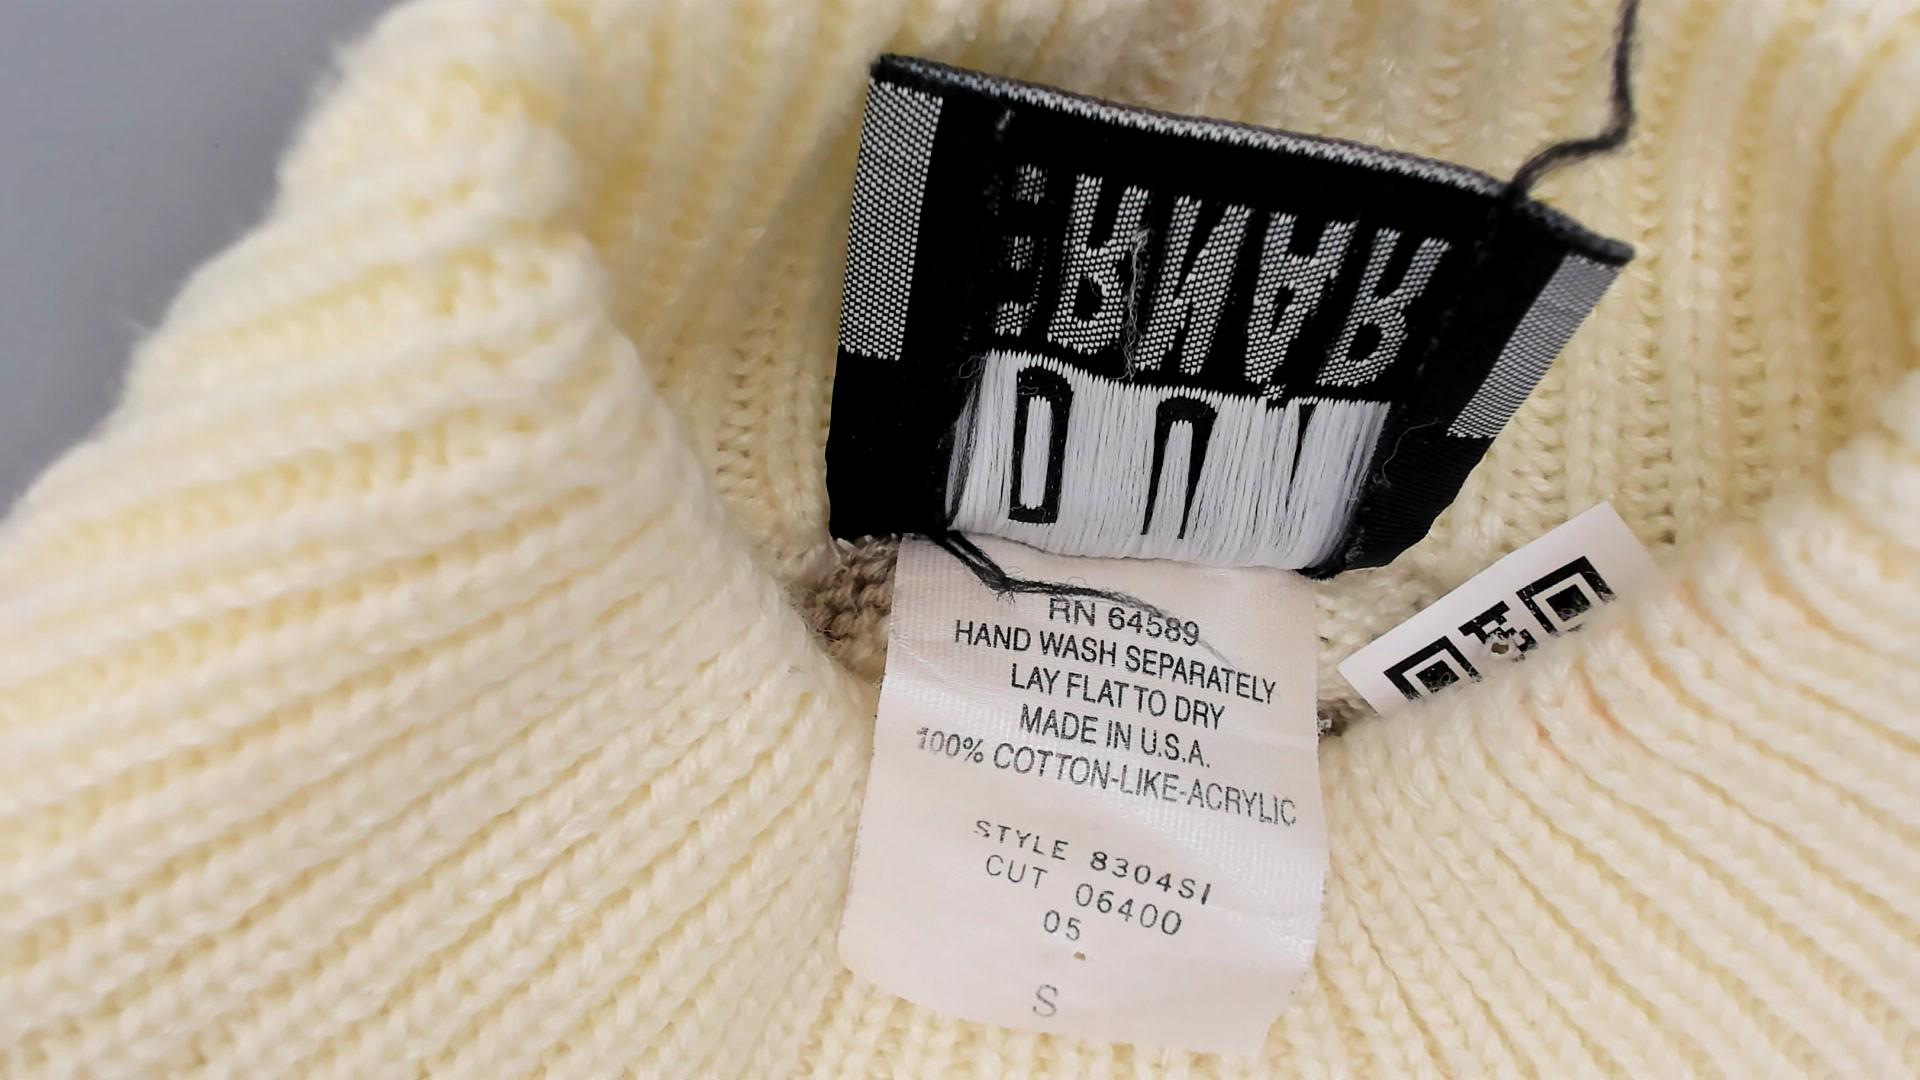 RN 64589
HAND WASH SEPARATELY
LAY FLAT TO DRY
MADE IN U.S.A.
100% COTTON-LIKE-ACRYLIC
STYLE 8304SI
CUT 06400
05
S